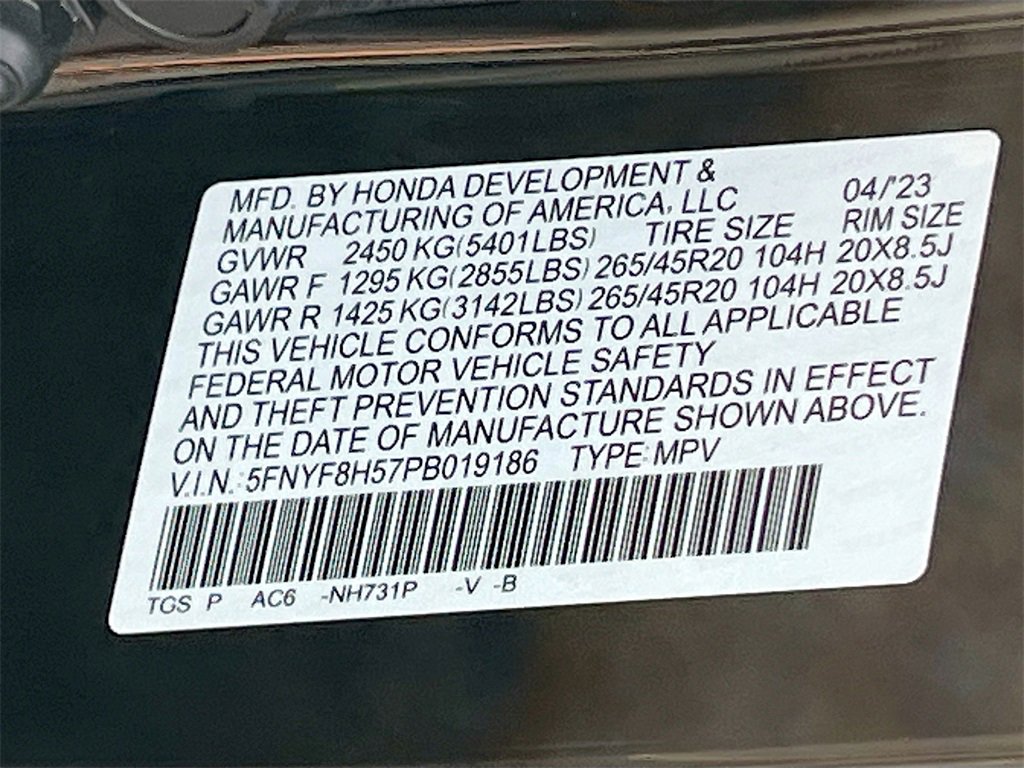 MFD. BY HONDA DEVELOPMENT & 04/'23
MANUFACTURING OF AMERICA, LLC
GVWR 2450 KG(5401LBS) TIRE SIZE RIM SIZE
GAWR F 1295 KG(2855LBS) 265/45R20 104H 20X8.5J
GAWR R 1425 KG(3142LBS) 265/45R20 104H 20X8.5J
THIS VEHICLE CONFORMS TO ALL APPLICABLE
FEDERAL MOTOR VEHICLE SAFETY
AND THEFT PREVENTION STANDARDS IN EFFECT
ON THE DATE OF MANUFACTURE SHOWN ABOVE.
V.I.N.: 5FNYF8H57PB019186 TYPE: MPV
TGS P AC6 -NH731P -V -B